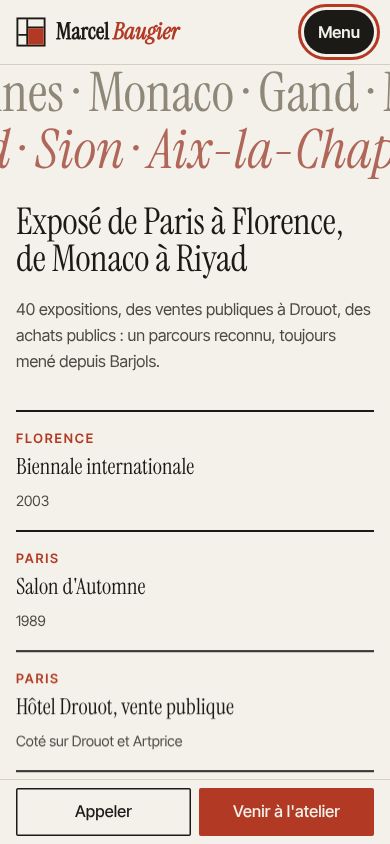 Marcel Baugier
Menu
nes · Monaco · Gand ·
· Sion · Aix-la-Chap
Exposé de Paris à Florence,
de Monaco à Riyad
40 expositions, des ventes publiques à Drouot, des
achats publics : un parcours reconnu, toujours
mené depuis Barjols.
FLORENCE
Biennale internationale
2003
PARIS
Salon d'Automne
1989
PARIS
Hôtel Drouot, vente publique
Coté sur Drouot et Artprice
Appeler
Venir à l'atelier